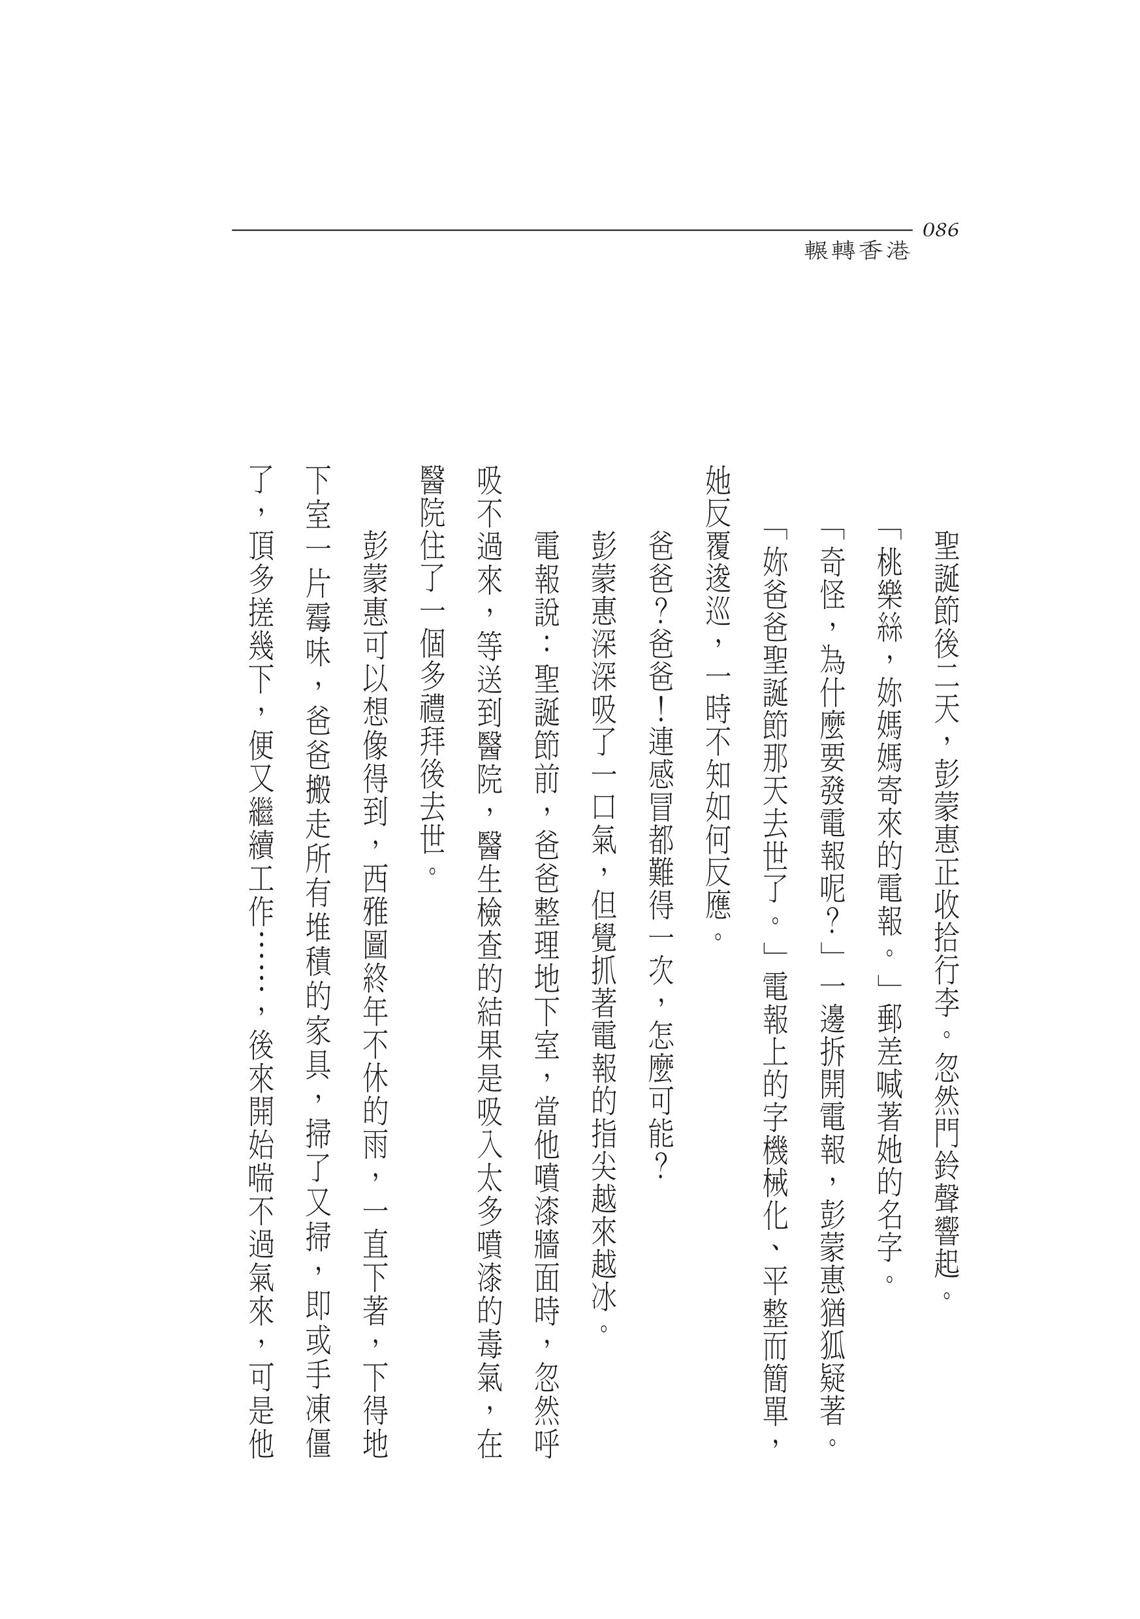 086
輾轉香港
聖誕節後二天，彭蒙惠正收拾行李。忽然門鈴聲響起。
「桃樂絲，妳媽媽寄來的電報。」郵差喊著她的名字。
「奇怪，為什麼要發電報呢？」一邊拆開電報，彭蒙惠猶狐疑著。
「妳爸爸聖誕節那天去世了。」電報上的字機械化、平整而簡單，
她反覆逡巡，一時不知如何反應。
爸爸？爸爸！連感冒都難得一次，怎麼可能？
彭蒙惠深深吸了一口氣，但覺抓著電報的指尖越來越冰。
電報說：聖誕節前，爸爸整理地下室，當他噴漆牆面時，忽然呼
吸不過來，等送到醫院，醫生檢查的結果是吸入太多噴漆的毒氣，在
醫院住了一個多禮拜後去世。
彭蒙惠可以想像得到，西雅圖終年不休的雨，一直下著，下得地
下室一片霉味，爸爸搬走所有堆積的家具，掃了又掃，即或手凍僵
了，頂多搓幾下，便又繼續工作……，後來開始喘不過氣來，可是他